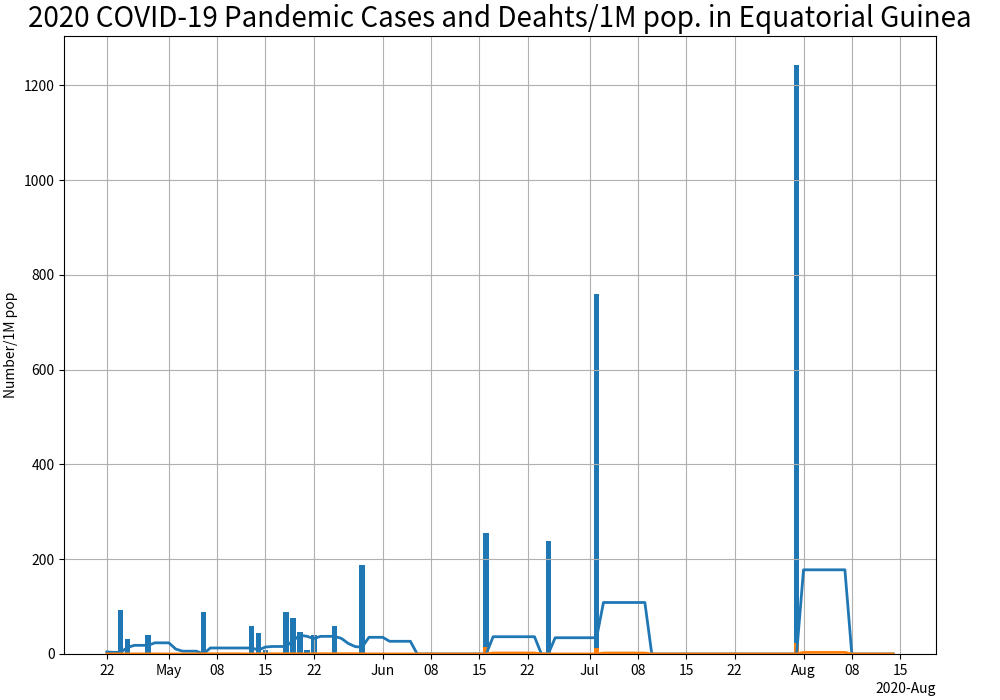 2020 COVID-19 Pandemic Cases and Deahts/1M pop. in Equatorial Guinea
Number/1M pop
1200
1000
800
600
400
200
0
22 May 08 15 22 Jun 08 15 22 Jul 08 15 22 Aug 08 15
2020-Aug